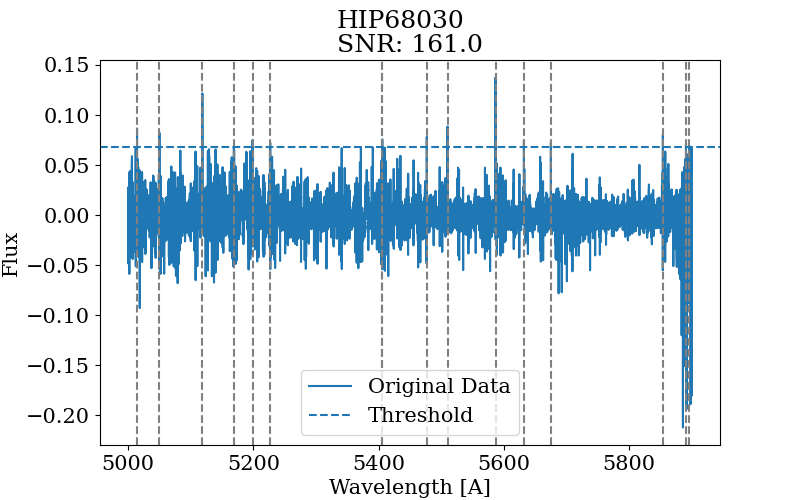 HIP68030
SNR: 161.0
0.15
0.10
0.05
0.00
−0.05
−0.10
−0.15
−0.20
Flux
Original Data
Threshold
5000 5200 5400 5600 5800
Wavelength [A]